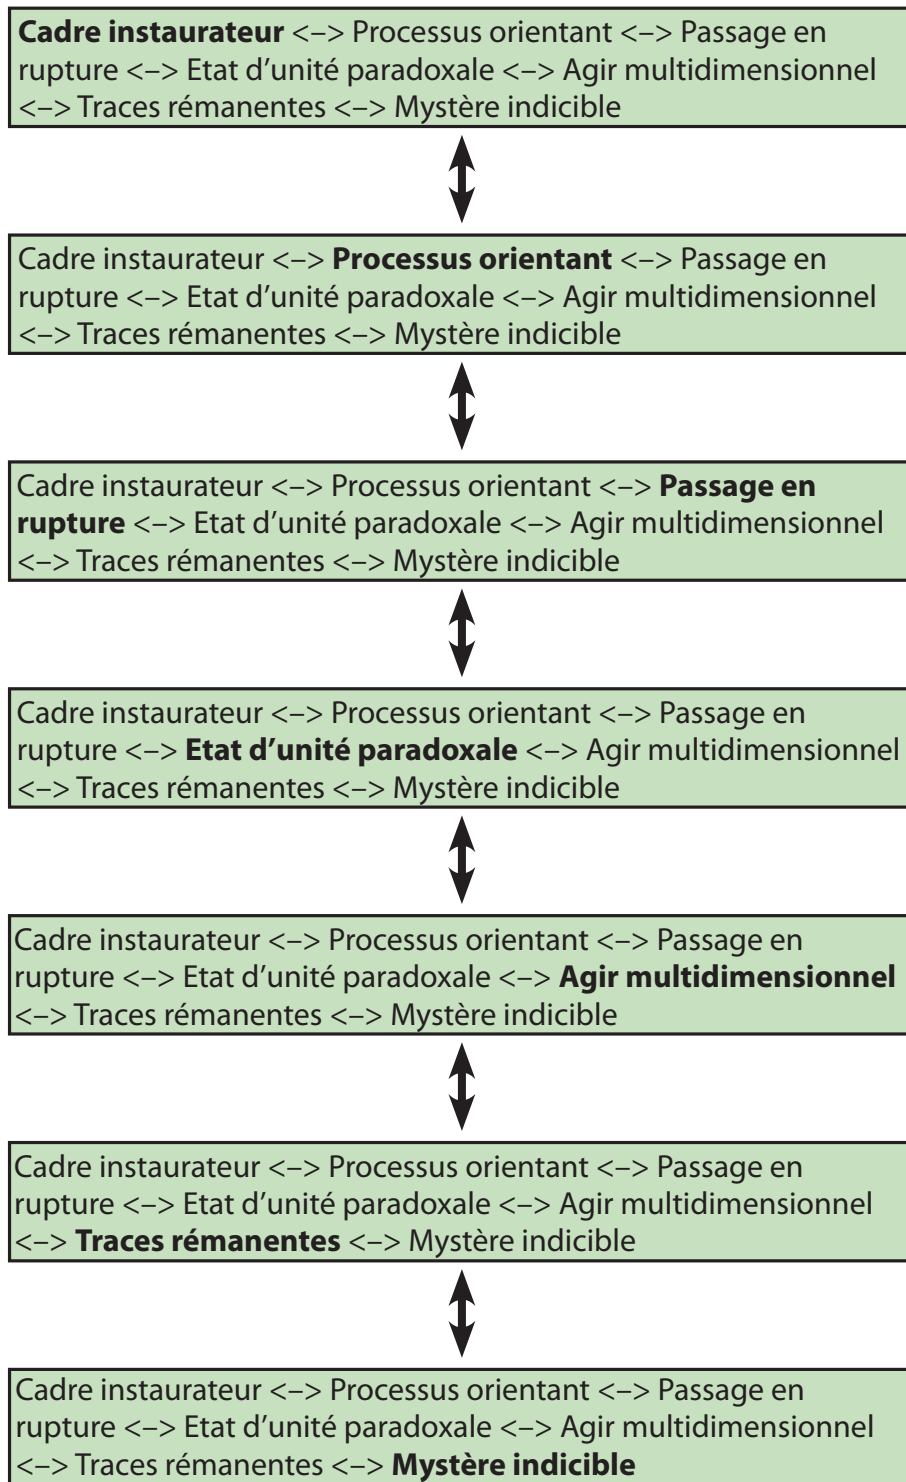 Cadre instaurateur <–> Processus orientant <–> Passage en
rupture <–> Etat d’unité paradoxale <–> Agir multidimensionnel
<–> Traces rémanentes <–> Mystère indicible
Cadre instaurateur <–> Processus orientant <–> Passage en
rupture <–> Etat d’unité paradoxale <–> Agir multidimensionnel
<–> Traces rémanentes <–> Mystère indicible
Cadre instaurateur <–> Processus orientant <–> Passage en
rupture <–> Etat d’unité paradoxale <–> Agir multidimensionnel
<–> Traces rémanentes <–> Mystère indicible
Cadre instaurateur <–> Processus orientant <–> Passage en
rupture <–> Etat d’unité paradoxale <–> Agir multidimensionnel
<–> Traces rémanentes <–> Mystère indicible
Cadre instaurateur <–> Processus orientant <–> Passage en
rupture <–> Etat d’unité paradoxale <–> Agir multidimensionnel
<–> Traces rémanentes <–> Mystère indicible
Cadre instaurateur <–> Processus orientant <–> Passage en
rupture <–> Etat d’unité paradoxale <–> Agir multidimensionnel
<–> Traces rémanentes <–> Mystère indicible
Cadre instaurateur <–> Processus orientant <–> Passage en
rupture <–> Etat d’unité paradoxale <–> Agir multidimensionnel
<–> Traces rémanentes <–> Mystère indicible